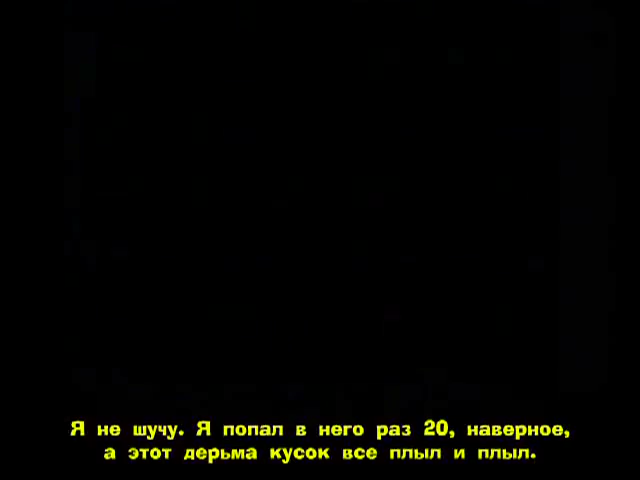 Я не шучу. Я попал в него раз 20, наверное,
а этот дерьма кусок все плыл и плыл.